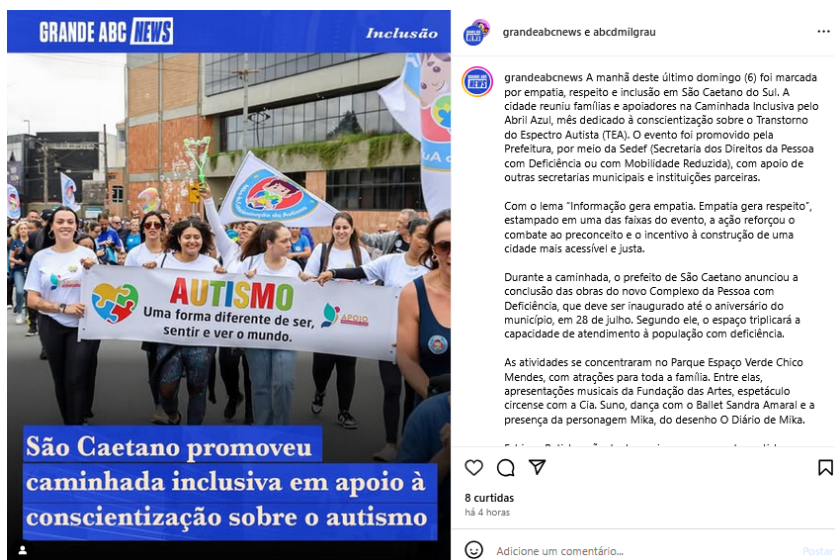 GRANDE ABC NEWS
Inclusão
AUTISMO
Uma forma diferente de ser,
sentir e ver o mundo.
APOIO
São Caetano promoveu
caminhada inclusiva em apoio à
conscientização sobre o autismo
grandeabcnews e abcdmilgrau
grandeabcnews A manhã deste último domingo (6) foi marcada
por empatia, respeito e inclusão em São Caetano do Sul. A
cidade reuniu famílias e apoiadores na Caminhada Inclusiva pelo
Abril Azul, mês dedicado à conscientização sobre o Transtorno
do Espectro Autista (TEA). O evento foi promovido pela
Prefeitura, por meio da Sedef (Secretaria dos Direitos da Pessoa
com Deficiência ou com Mobilidade Reduzida), com apoio de
outras secretarias municipais e instituições parceiras.
Com o lema “Informação gera empatia. Empatia gera respeito”,
estampado em uma das faixas do evento, a ação reforçou o
combate ao preconceito e o incentivo à construção de uma
cidade mais acessível e justa.
Durante a caminhada, o prefeito de São Caetano anunciou a
conclusão das obras do novo Complexo da Pessoa com
Deficiência, que deve ser inaugurado até o aniversário do
município, em 28 de julho. Segundo ele, o espaço triplicará a
capacidade de atendimento à população com deficiência.
As atividades se concentraram no Parque Espaço Verde Chico
Mendes, com atrações para toda a família. Entre elas,
apresentações musicais da Fundação das Artes, espetáculo
circense com a Cia. Suno, dança com o Ballet Sandra Amaral e a
presença da personagem Mika, do desenho O Diário de Mika.
8 curtidas
há 4 horas
Adicione um comentário...
Postar